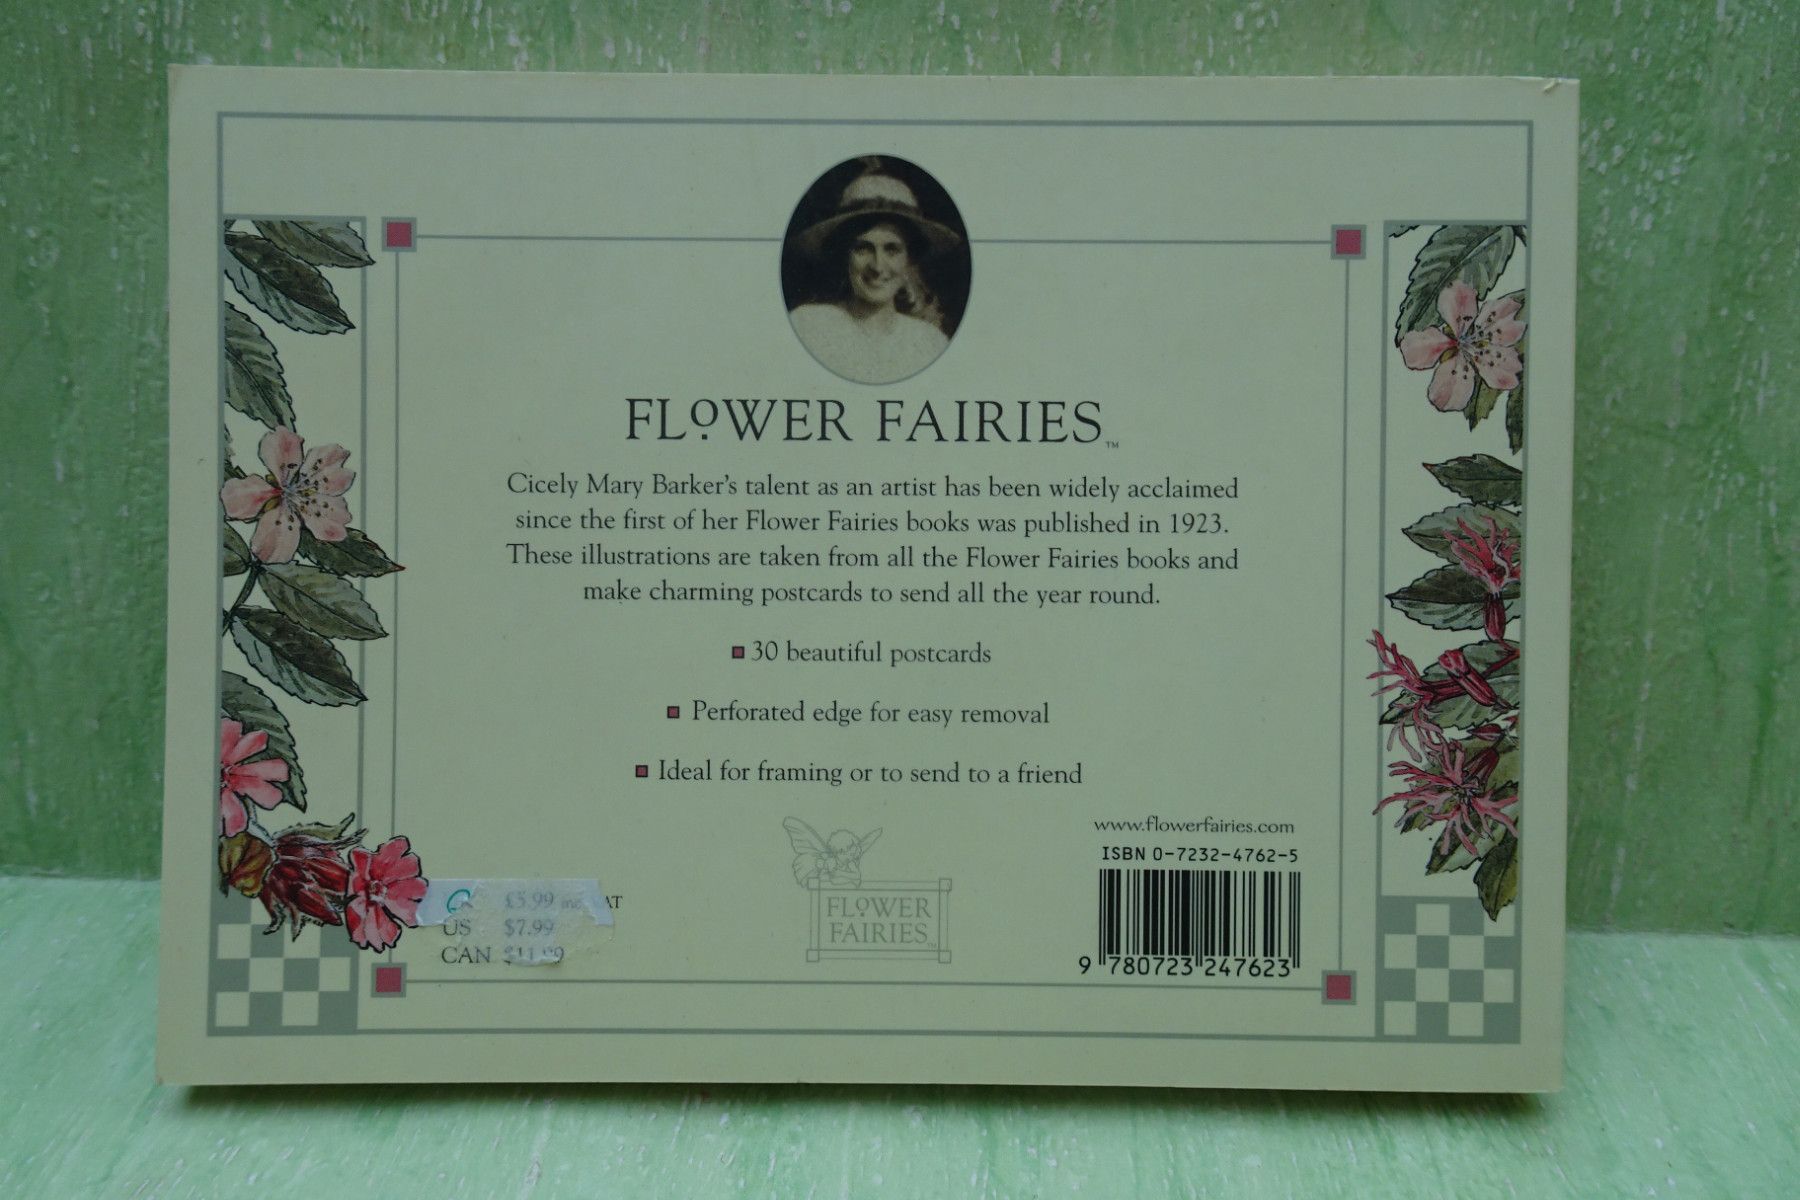 FLOWER FAIRIES™
Cicely Mary Barker's talent as an artist has been widely acclaimed
since the first of her Flower Fairies books was published in 1923.
These illustrations are taken from all the Flower Fairies books and
make charming postcards to send all the year round.
30 beautiful postcards
Perforated edge for easy removal
Ideal for framing or to send to a friend
www.flowerfairies.com
ISBN 0-7232-4762-5
9 780723 247623
FLOWER
FAIRIES™
£5.99
US $7.99
CAN